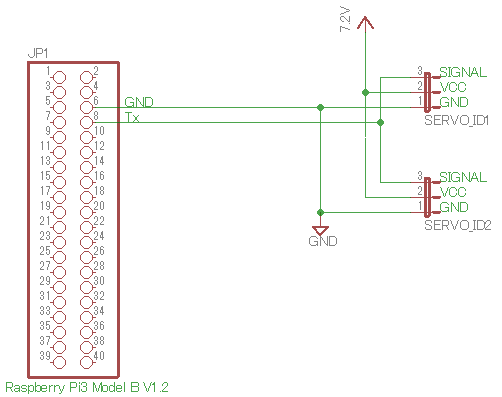 7.2V
JP1
1 2
3 4
5 6 GND
7 8 Tx
9 10
11 12
13 14
15 16
17 18
19 20
21 22
23 24
25 26
27 28
29 30
31 32
33 34
35 36
37 38
39 40
Raspberry Pi3 Model B V1.2
3 SIGNAL
2 VCC
1 GND
SERVO_ID1
3 SIGNAL
2 VCC
1 GND
SERVO_ID2
GND